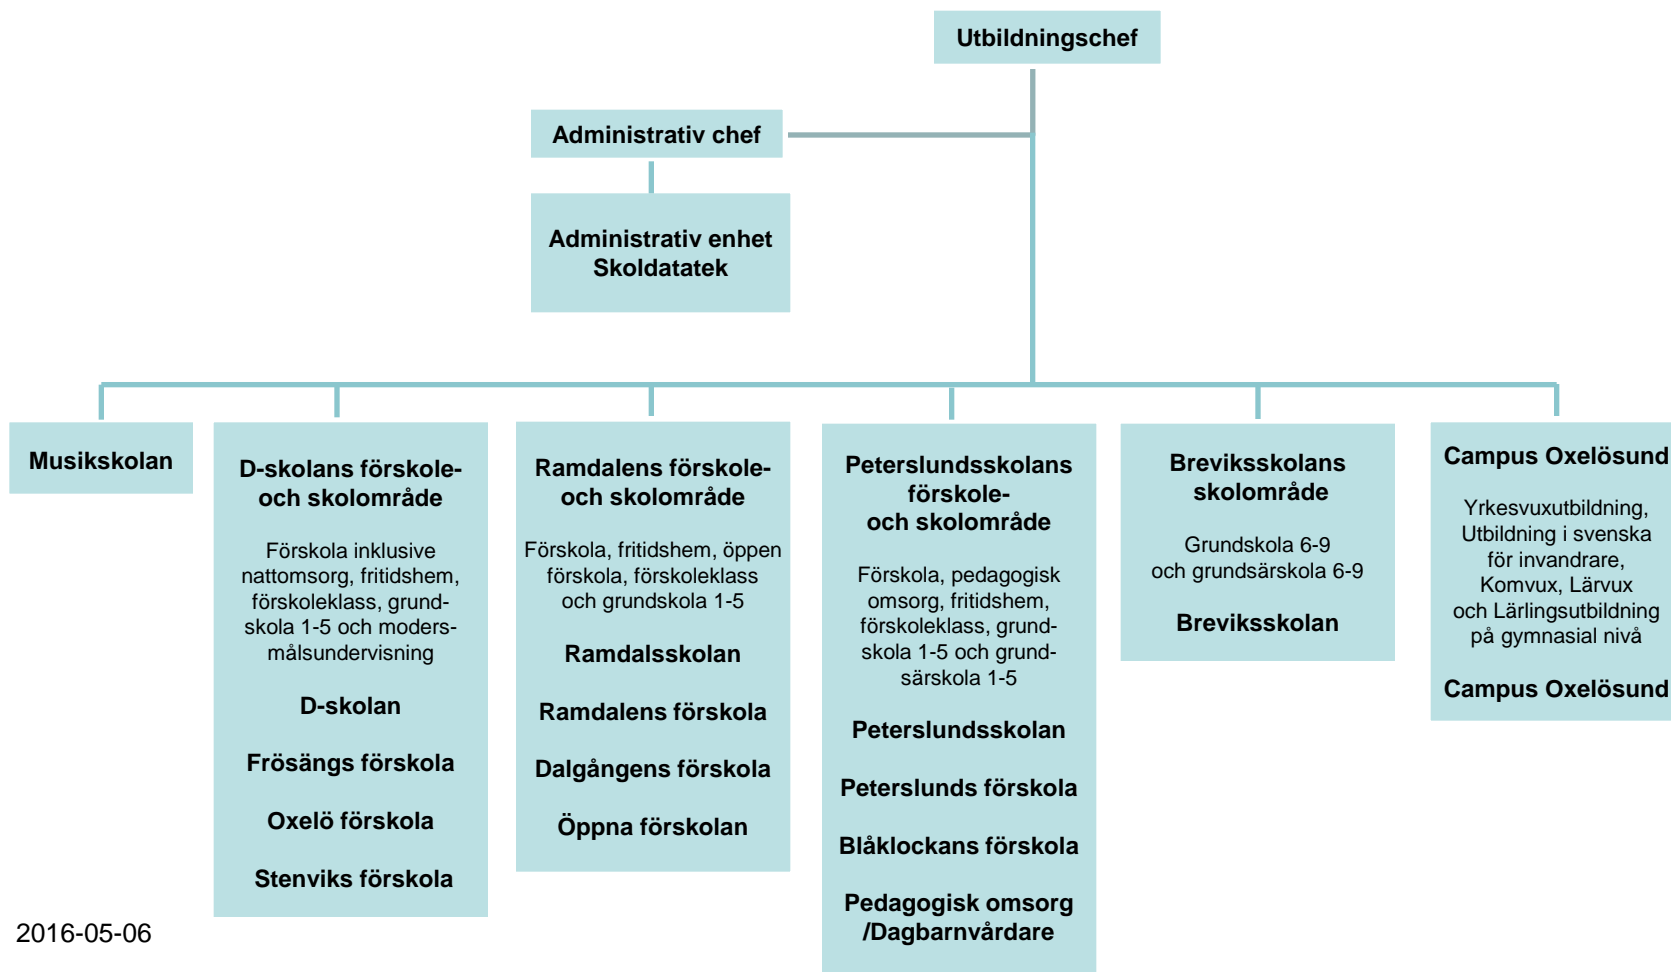 Utbildningschef
Administrativ chef
Administrativ enhet
Skoldatatek
Musikskolan
D-skolans förskole-
och skolområde
Förskola inklusive
nattomsorg, fritidshem,
förskoleklass, grund-
skola 1-5 och moders-
målsundervisning
D-skolan
Frösängs förskola
Oxelö förskola
Stenviks förskola
Ramdalens förskole-
och skolområde
Förskola, fritidshem, öppen
förskola, förskoleklass
och grundskola 1-5
Ramdalsskolan
Ramdalens förskola
Dalgångens förskola
Öppna förskolan
Peterslundsskolans
förskole-
och skolområde
Förskola, pedagogisk
omsorg, fritidshem,
förskoleklass, grund-
skola 1-5 och grund-
särskola 1-5
Peterslundsskolan
Peterslunds förskola
Blåklockans förskola
Pedagogisk omsorg
/Dagbarnvårdare
Breviksskolans
skolområde
Grundskola 6-9
och grundsärskola 6-9
Breviksskolan
Campus Oxelösund
Yrkesvuxutbildning,
Utbildning i svenska
för invandrare,
Komvux, Lärvux
och Lärlingsutbildning
på gymnasial nivå
Campus Oxelösund
2016-05-06